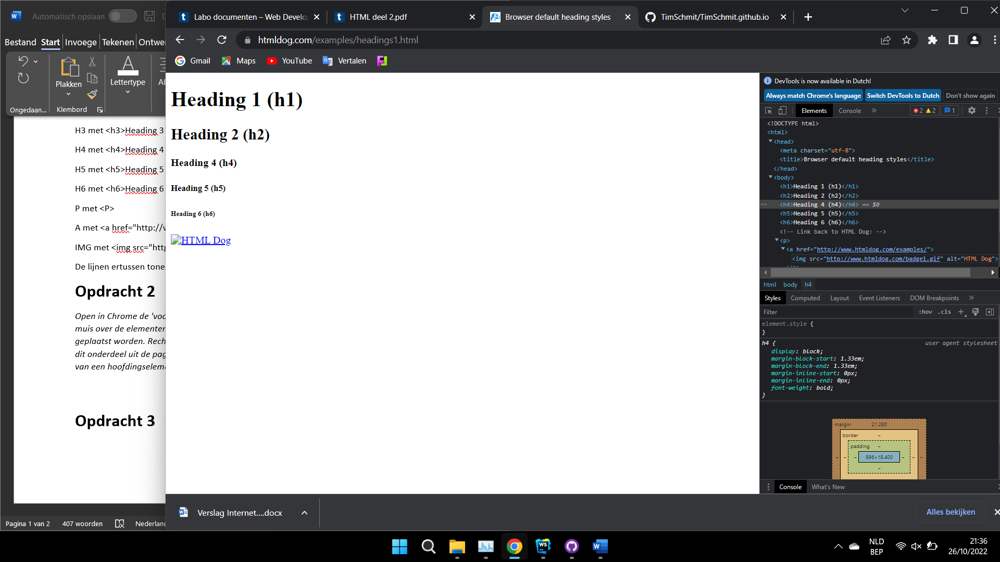 Automatisch opslaan
Bestand Start Invoege Tekenen Ontwer
Plakken
Lettertype
Al
Ongedaan...
Klembord
H3 met <h3>Heading 3
H4 met <h4>Heading 4
H5 met <h5>Heading 5
H6 met <h6>Heading 6
P met <P>
A met <a href="http://v
IMG met <img src="http
De lijnen ertussen tone
Opdracht 2
Open in Chrome de 'voo
muis over de elementen
geplaatst worden. Rech
dit onderdeel uit de pag
van een hoofdingseleme
Opdracht 3
Pagina 1 van 2 407 woorden Nederland
Labo documenten – Web Develo
HTML deel 2.pdf
Browser default heading styles
TimSchmit/TimSchmit.github.io
htmldog.com/examples/headings1.html
Gmail Maps YouTube Vertalen
Heading 1 (h1)
Heading 2 (h2)
Heading 4 (h4)
Heading 5 (h5)
Heading 6 (h6)
HTML Dog
DevTools is now available in Dutch!
Always match Chrome's language Switch DevTools to Dutch Don't show again
Elements Console » 2 2 1
<!DOCTYPE html>
<html>
<head>
<meta charset="utf-8">
<title>Browser default heading styles</title>
</head>
<body>
<h1>Heading 1 (h1)</h1>
<h2>Heading 2 (h2)</h2>
<h4>Heading 4 (h4)</h4> == $0
<h5>Heading 5 (h5)</h5>
<h6>Heading 6 (h6)</h6>
<!-- Link back to HTML Dog: -->
<p>
<a href="http://www.htmldog.com/examples/">
<img src="http://www.htmldog.com/badge1.gif" alt="HTML Dog">
html body h4
Styles Computed Layout Event Listeners DOM Breakpoints »
Filter :hov .cls +
element.style {
}
h4 { user agent stylesheet
display: block;
margin-block-start: 1.33em;
margin-block-end: 1.33em;
margin-inline-start: 0px;
margin-inline-end: 0px;
font-weight: bold;
}
margin 21.280
border –
padding –
– – – 896×18.400 – – –
–
Console What's New
Verslag Internet....docx
Alles bekijken
NLD
BEP
21:36
26/10/2022